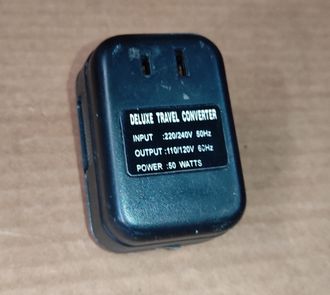 DELUXE TRAVEL CONVERTER
INPUT :220/240V 50Hz
OUTPUT :110/120V 60Hz
POWER :50 WATTS